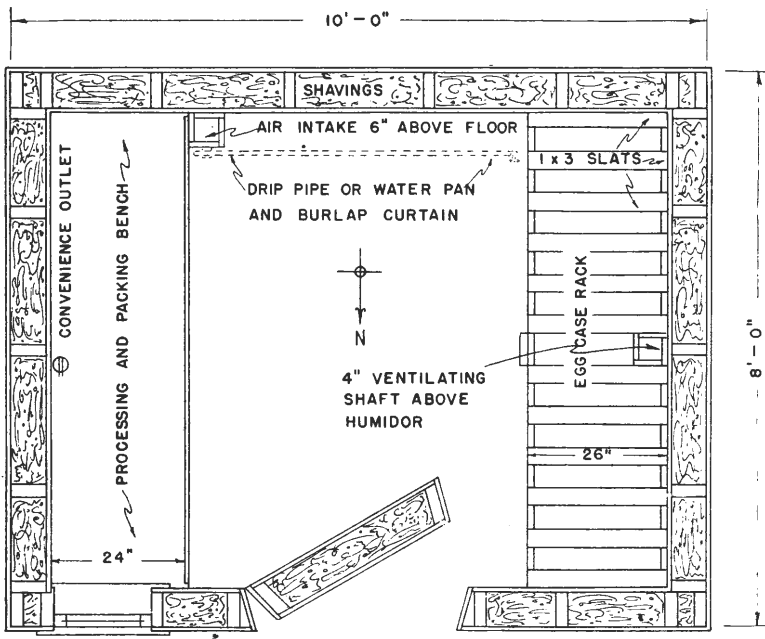 10'-0"
SHAVINGS
AIR INTAKE 6" ABOVE FLOOR
1 x 3 SLATS
DRIP PIPE OR WATER PAN
AND BURLAP CURTAIN
CONVENIENCE OUTLET
PROCESSING AND PACKING BENCH
N
EGG CASE RACK
8'-0"
4" VENTILATING
SHAFT ABOVE
HUMIDOR
26"
24"